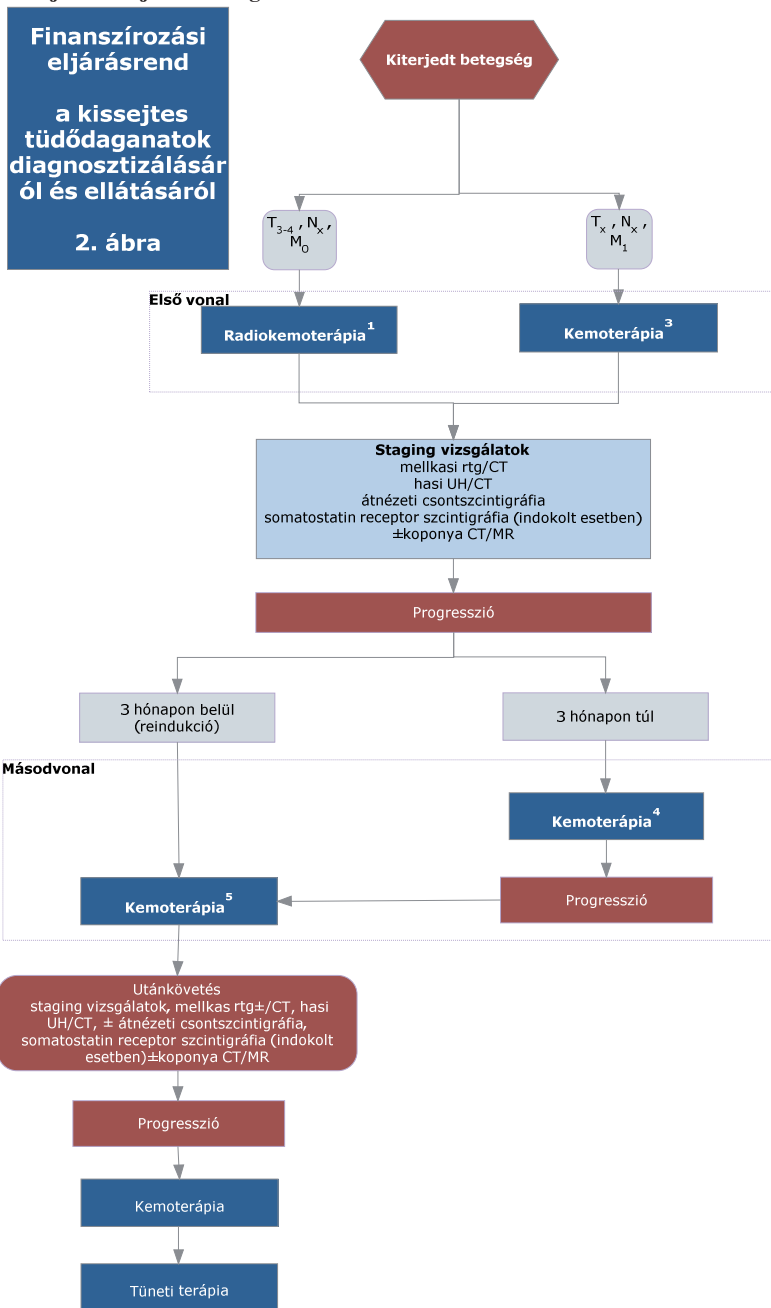 Finanszírozási
eljárásrend
a kissejtes
tüdődaganatok
diagnosztizálásár
ól és ellátásáról
2. ábra
Kiterjedt betegség
T3-4 , Nx ,
M0
Tx , Nx ,
M1
Első vonal
Radiokemoterápia1
Kemoterápia3
Staging vizsgálatok
mellkasi rtg/CT
hasi UH/CT
átnézeti csontszcintigráfia
somatostatin receptor szcintigráfia (indokolt esetben)
±koponya CT/MR
Progresszió
3 hónapon belül
(reindukció)
3 hónapon túl
Másodvonal
Kemoterápia4
Kemoterápia5
Progresszió
Utánkövetés
staging vizsgálatok, mellkas rtg±/CT, hasi
UH/CT, ± átnézeti csontszcintigráfia,
somatostatin receptor szcintigráfia (indokolt
esetben)±koponya CT/MR
Progresszió
Kemoterápia
Tüneti terápia